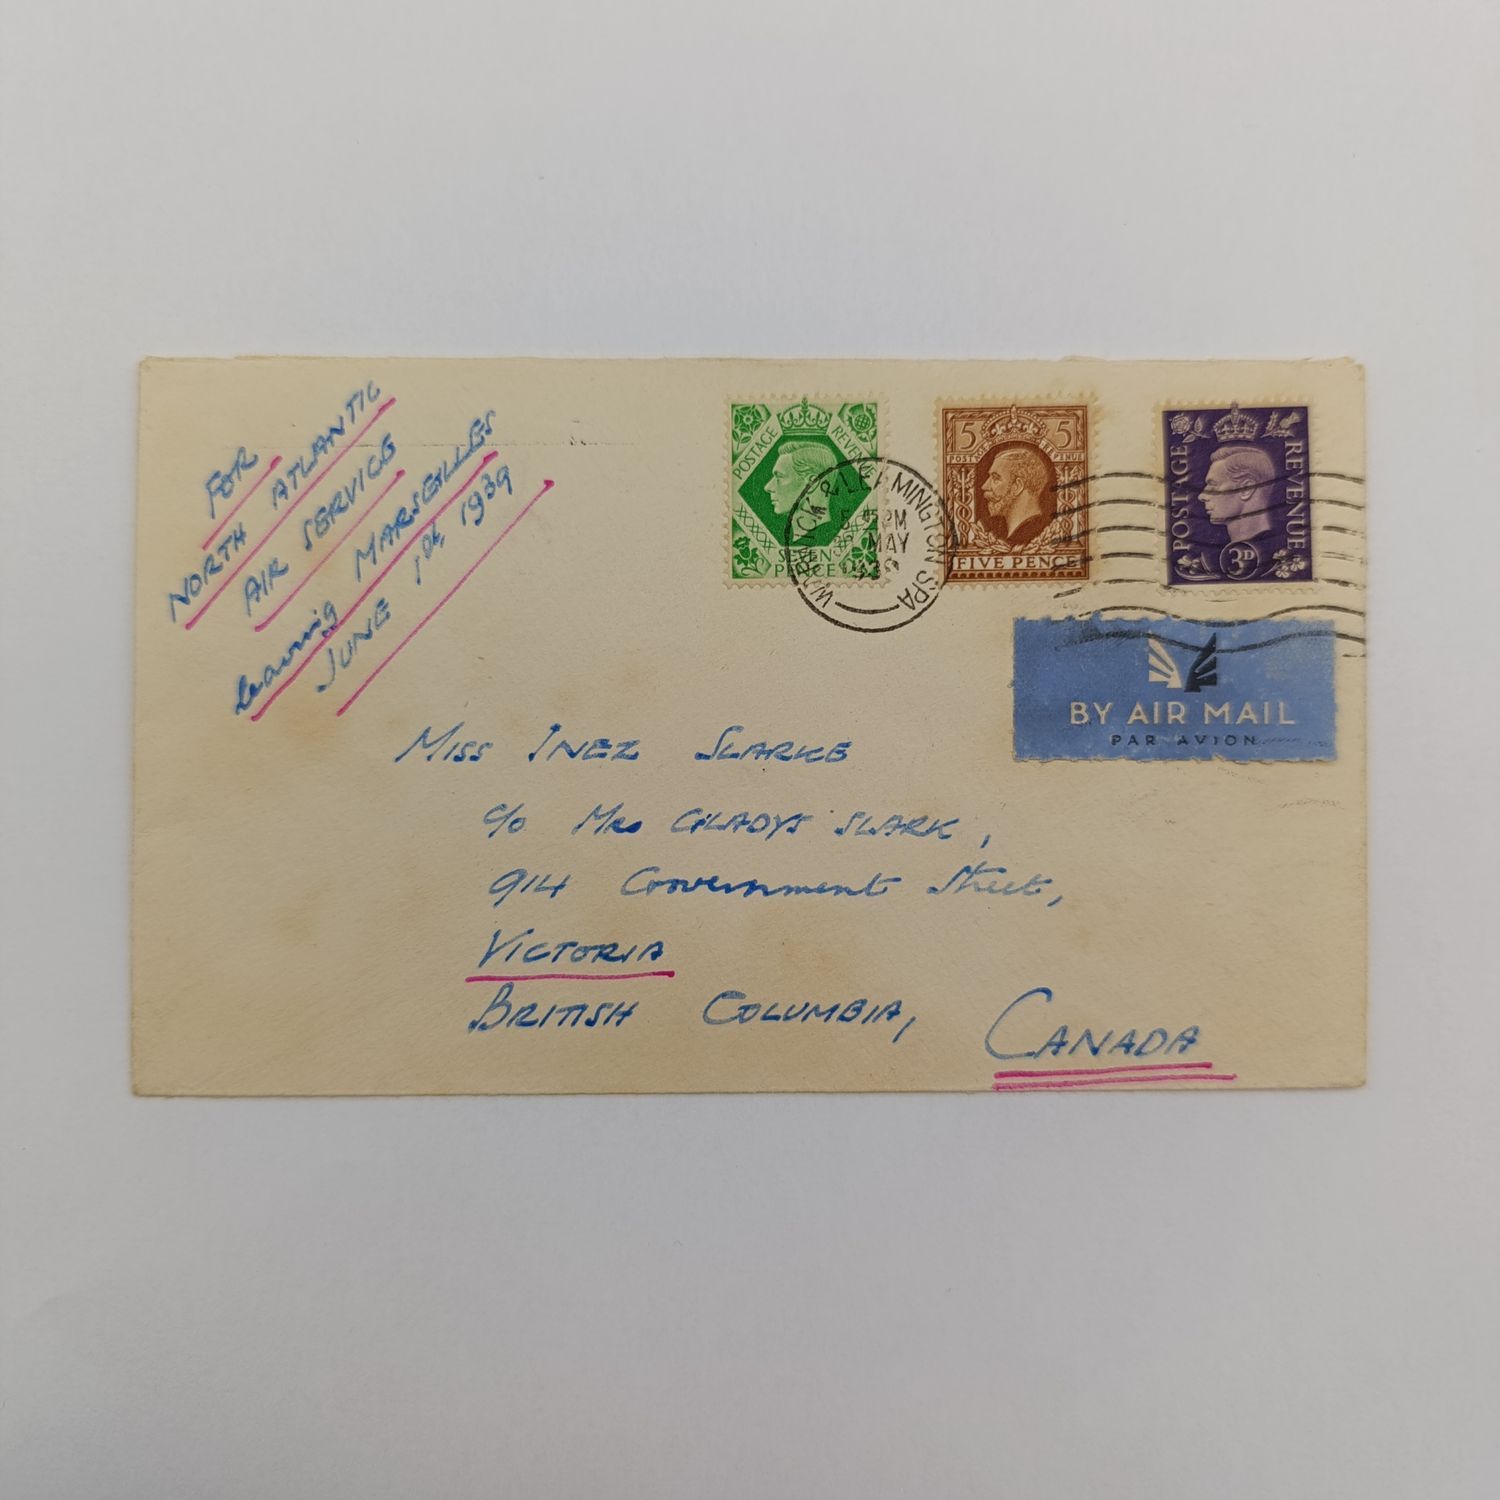 FOR
NORTH ATLANTIC
AIR SERVICE
leaving MARSEILLES
JUNE 1st, 1939
POSTAGE REVENUE
SEVEN
PENCE
WARWICK & LEAMINGTON SPA
PM
MAY
5 5
POSTAGE REVENUE
FIVE PENCE
POSTAGE REVENUE
3D
BY AIR MAIL
PAR AVION
MISS INEZ SLARKE
c/o Mrs GLADYS SLARK,
914 Government Street,
VICTORIA
BRITISH COLUMBIA,
CANADA